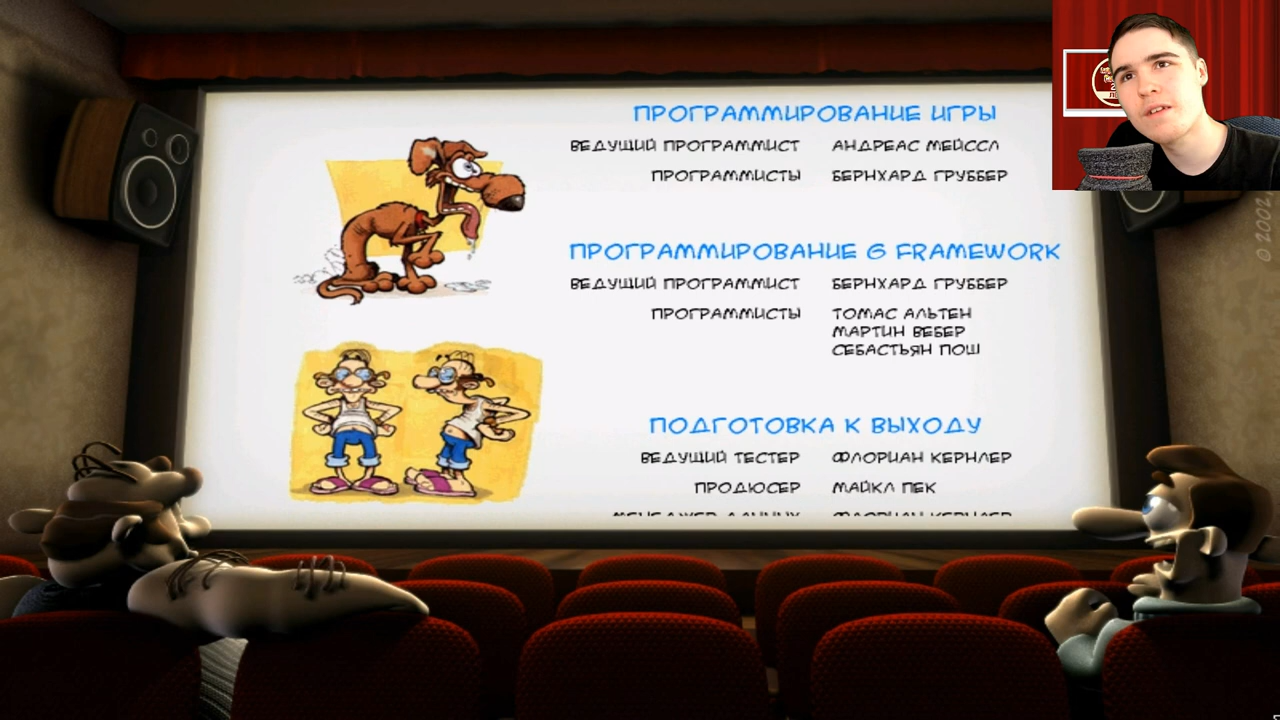 ПРОГРАММИРОВАНИЕ ИГРЫ
ВЕДУЩИЙ ПРОГРАММИСТ АНДРЕАС МЕЙССЛ
ПРОГРАММИСТЫ БЕРНХАРД ГРУББЕР
ПРОГРАММИРОВАНИЕ G FRAMEWORK
ВЕДУЩИЙ ПРОГРАММИСТ БЕРНХАРД ГРУББЕР
ПРОГРАММИСТЫ ТОМАС АЛЬТЕН
МАРТИН ВЕБЕР
СЕБАСТЬЯН ПОШ
ПОДГОТОВКА К ВЫХОДУ
ВЕДУЩИЙ ТЕСТЕР ФЛОРИАН КЕРНЛЕР
ПРОДЮСЕР МАЙКЛ ПЕК
© 2002